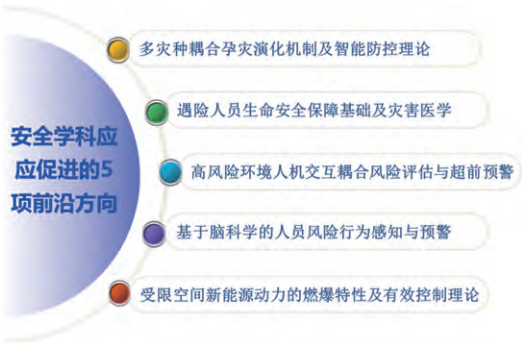 安全学科应
应促进的5
项前沿方向
多灾种耦合孕灾演化机制及智能防控理论
遇险人员生命安全保障基础及灾害医学
高风险环境人机交互耦合风险评估与超前预警
基于脑科学的人员风险行为感知与预警
受限空间新能源动力的燃爆特性及有效控制理论